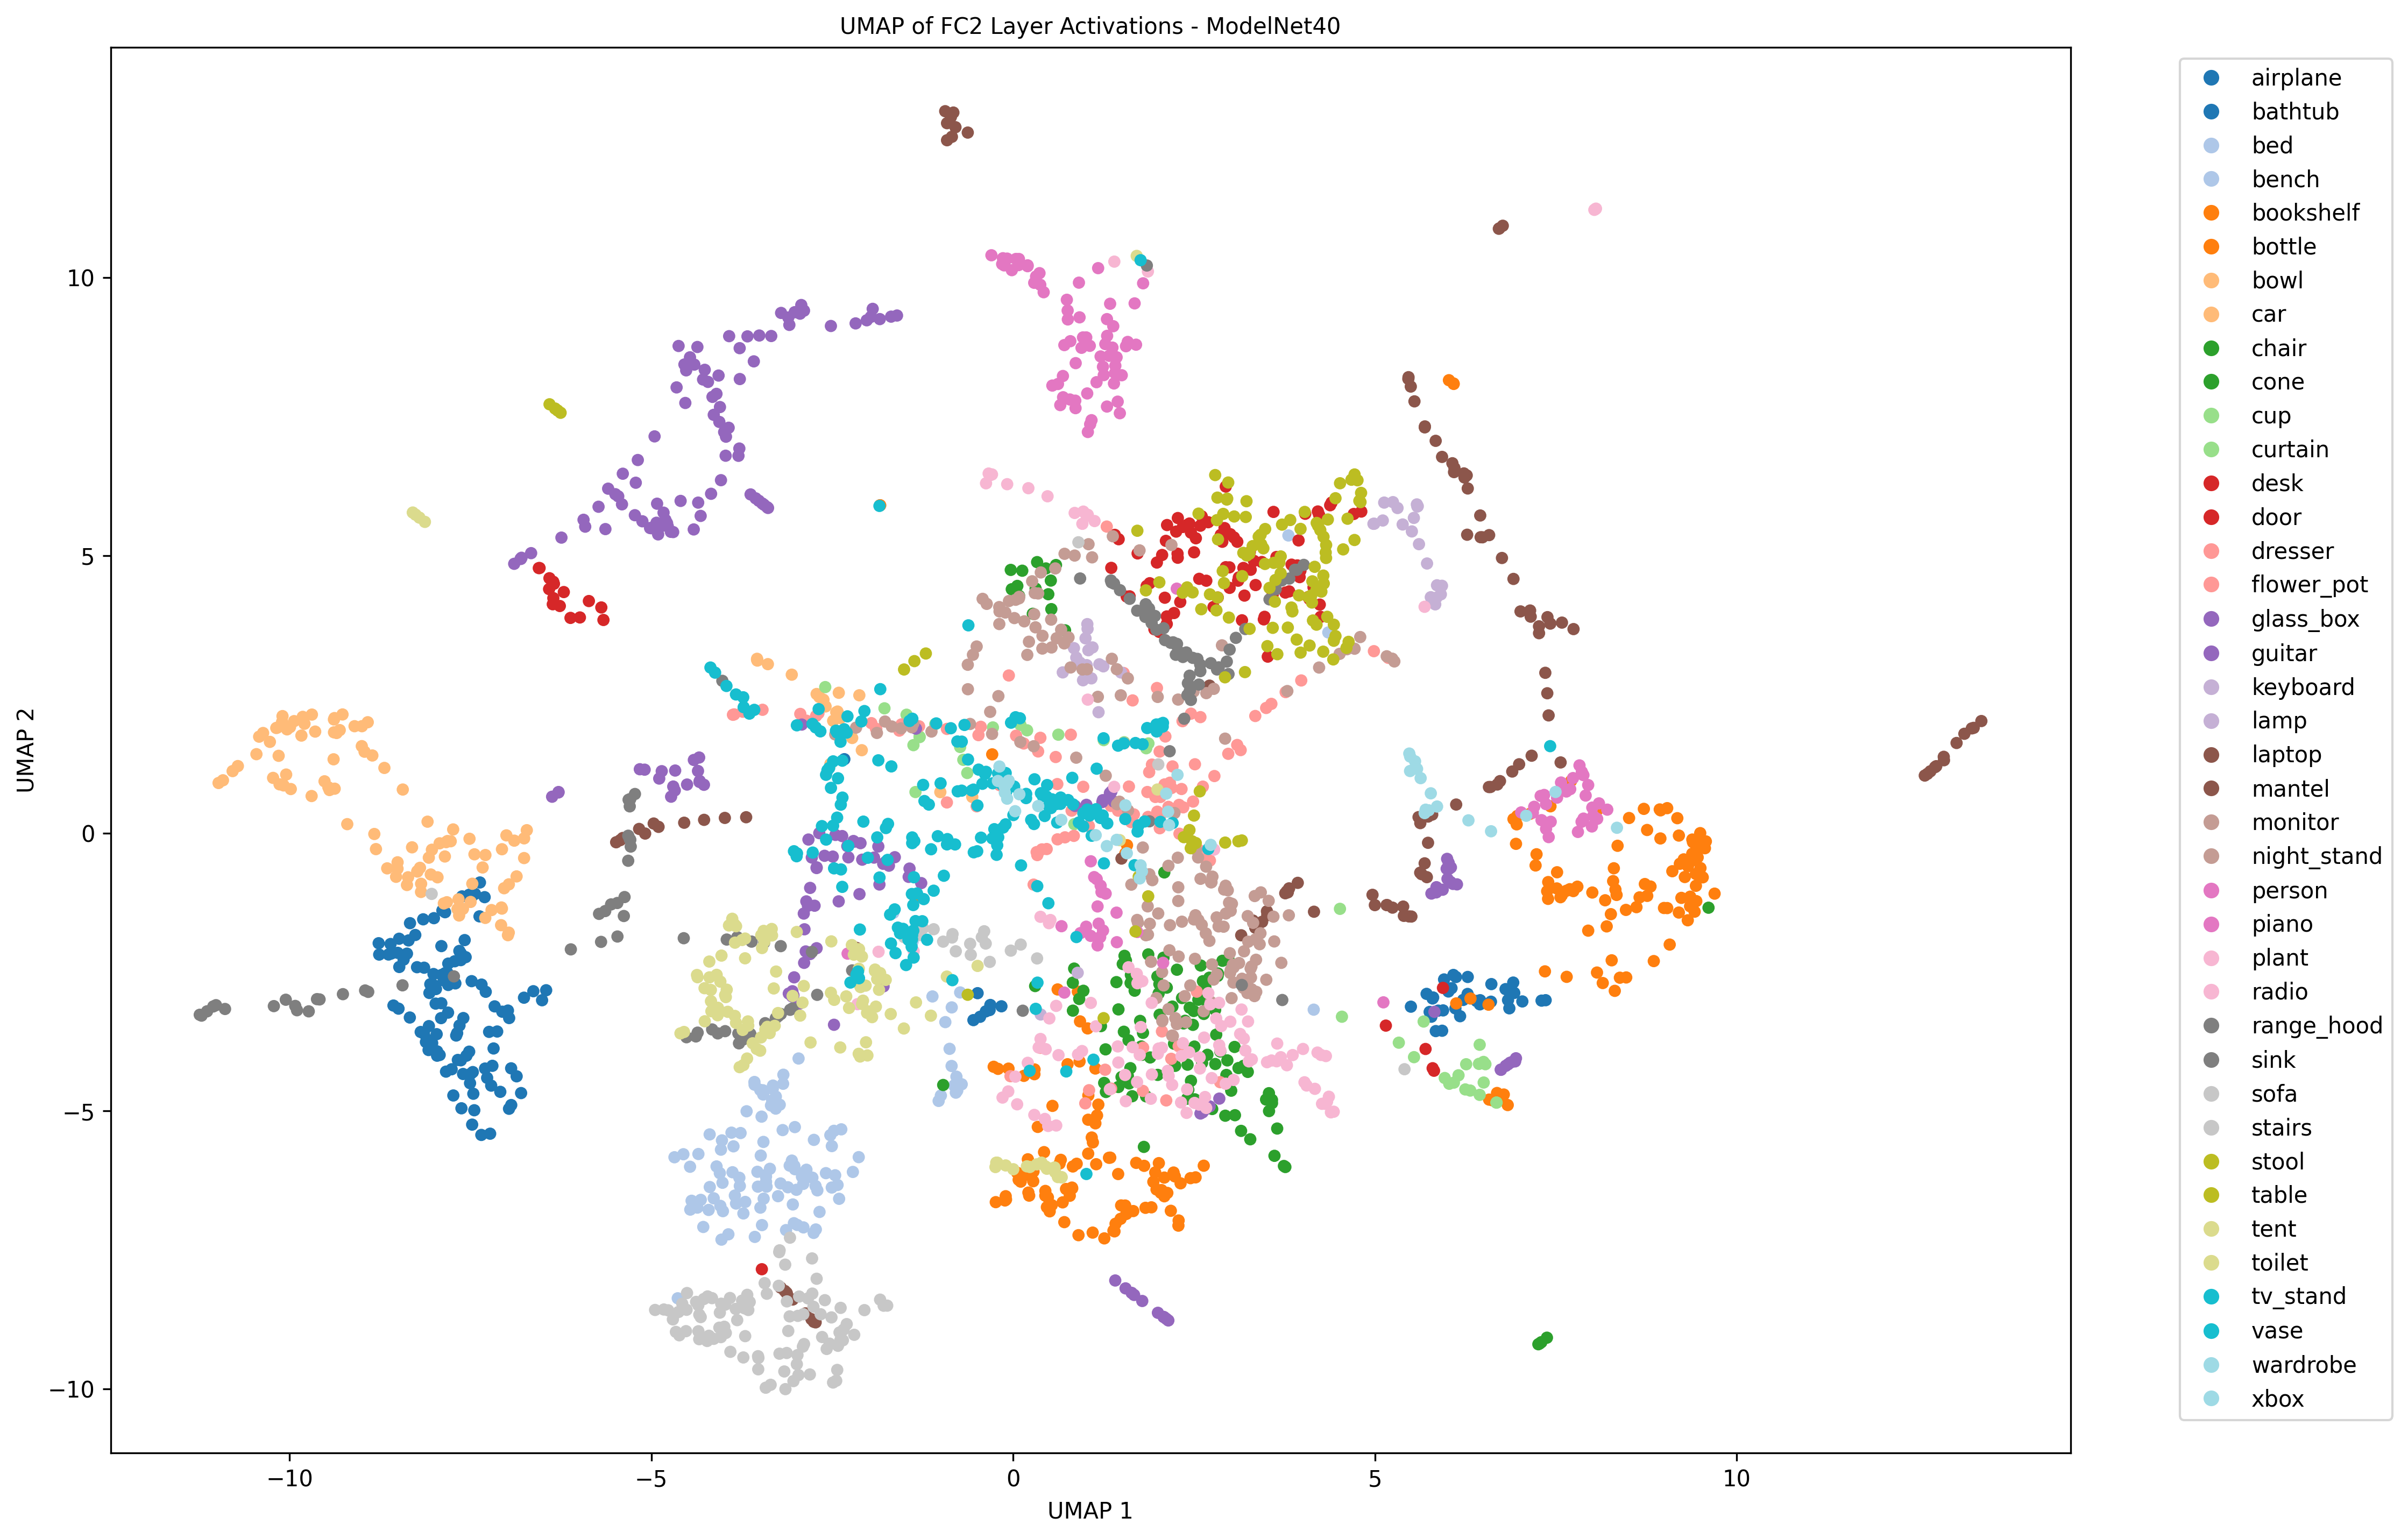 UMAP of FC2 Layer Activations - ModelNet40
10
5
0
−5
−10
UMAP 2
−10
−5
0
5
10
UMAP 1
airplane
bathtub
bed
bench
bookshelf
bottle
bowl
car
chair
cone
cup
curtain
desk
door
dresser
flower_pot
glass_box
guitar
keyboard
lamp
laptop
mantel
monitor
night_stand
person
piano
plant
radio
range_hood
sink
sofa
stairs
stool
table
tent
toilet
tv_stand
vase
wardrobe
xbox